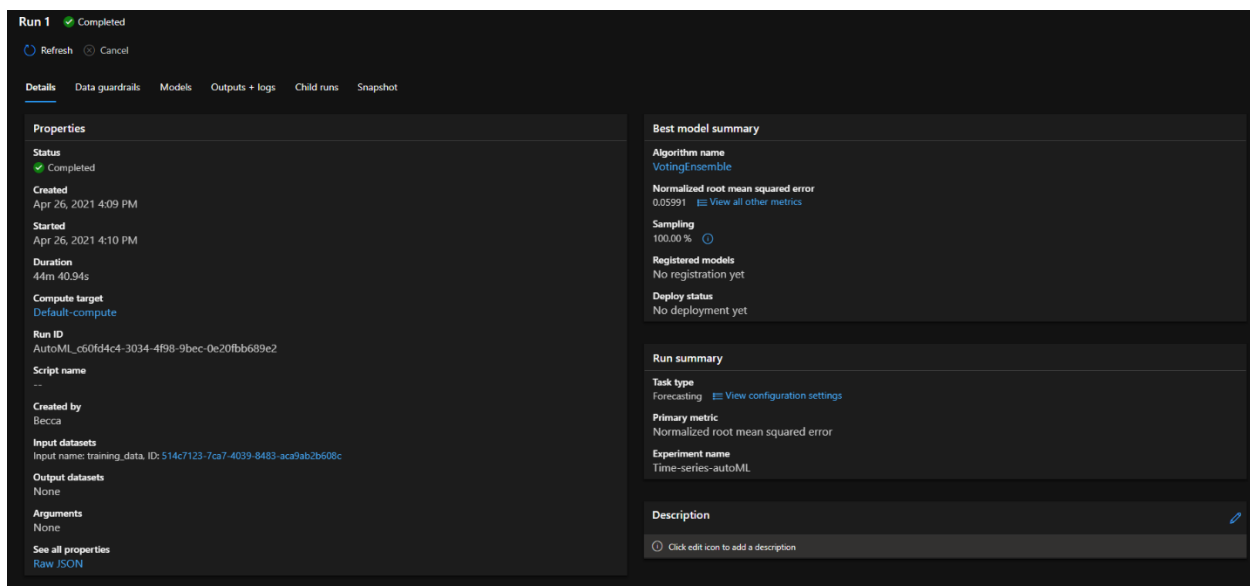 Run 1 Completed
Refresh Cancel
Details Data guardrails Models Outputs + logs Child runs Snapshot
Properties
Status
Completed
Created
Apr 26, 2021 4:09 PM
Started
Apr 26, 2021 4:10 PM
Duration
44m 40.94s
Compute target
Default-compute
Run ID
AutoML_c60fd4c4-3034-4f98-9bec-0e20fbb689e2
Script name
--
Created by
Becca
Input datasets
Input name: training_data, ID: 514c7123-7ca7-4039-8483-aca9ab2b608c
Output datasets
None
Arguments
None
See all properties
Raw JSON
Best model summary
Algorithm name
VotingEnsemble
Normalized root mean squared error
0.05991 View all other metrics
Sampling
100.00 %
Registered models
No registration yet
Deploy status
No deployment yet
Run summary
Task type
Forecasting View configuration settings
Primary metric
Normalized root mean squared error
Experiment name
Time-series-autoML
Description
Click edit icon to add a description